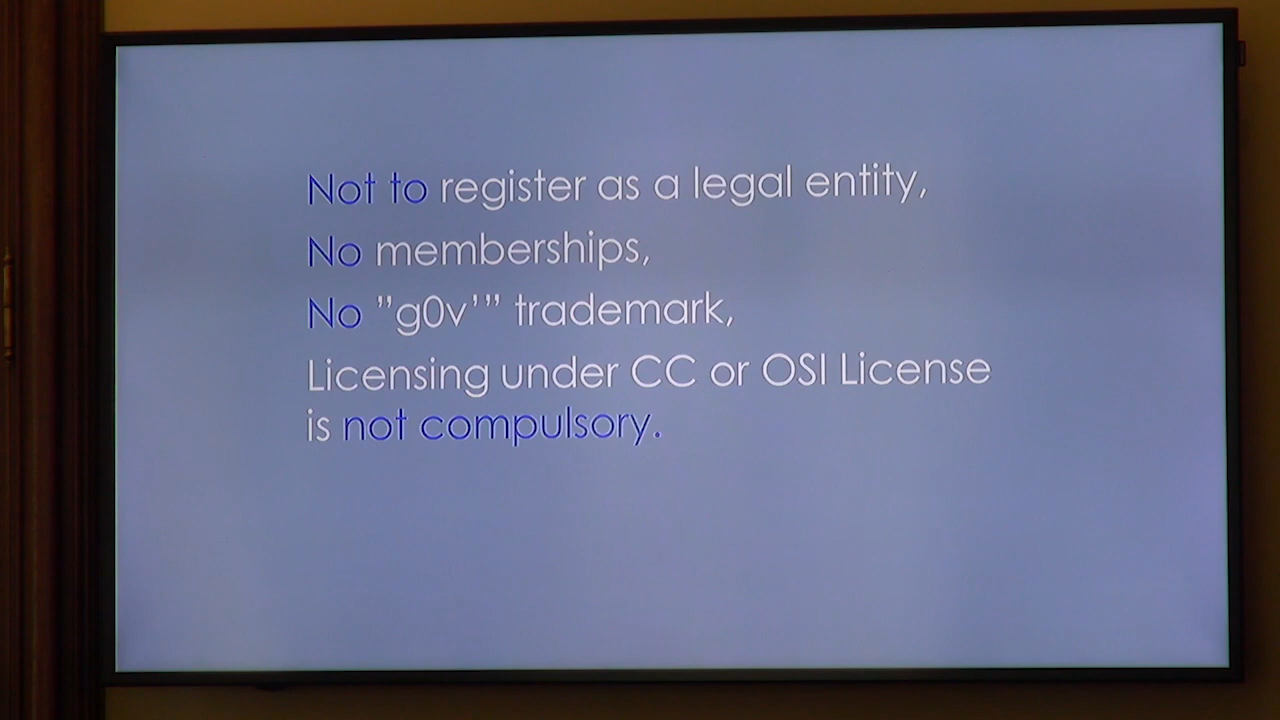 Not to register as a legal entity,
No memberships,
No ”g0v’” trademark,
Licensing under CC or OSI License
is not compulsory.